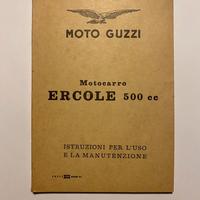 MOTO GUZZI
Motocarro
ERCOLE 500 cc
ISTRUZIONI PER L'USO
E LA MANUTENZIONE